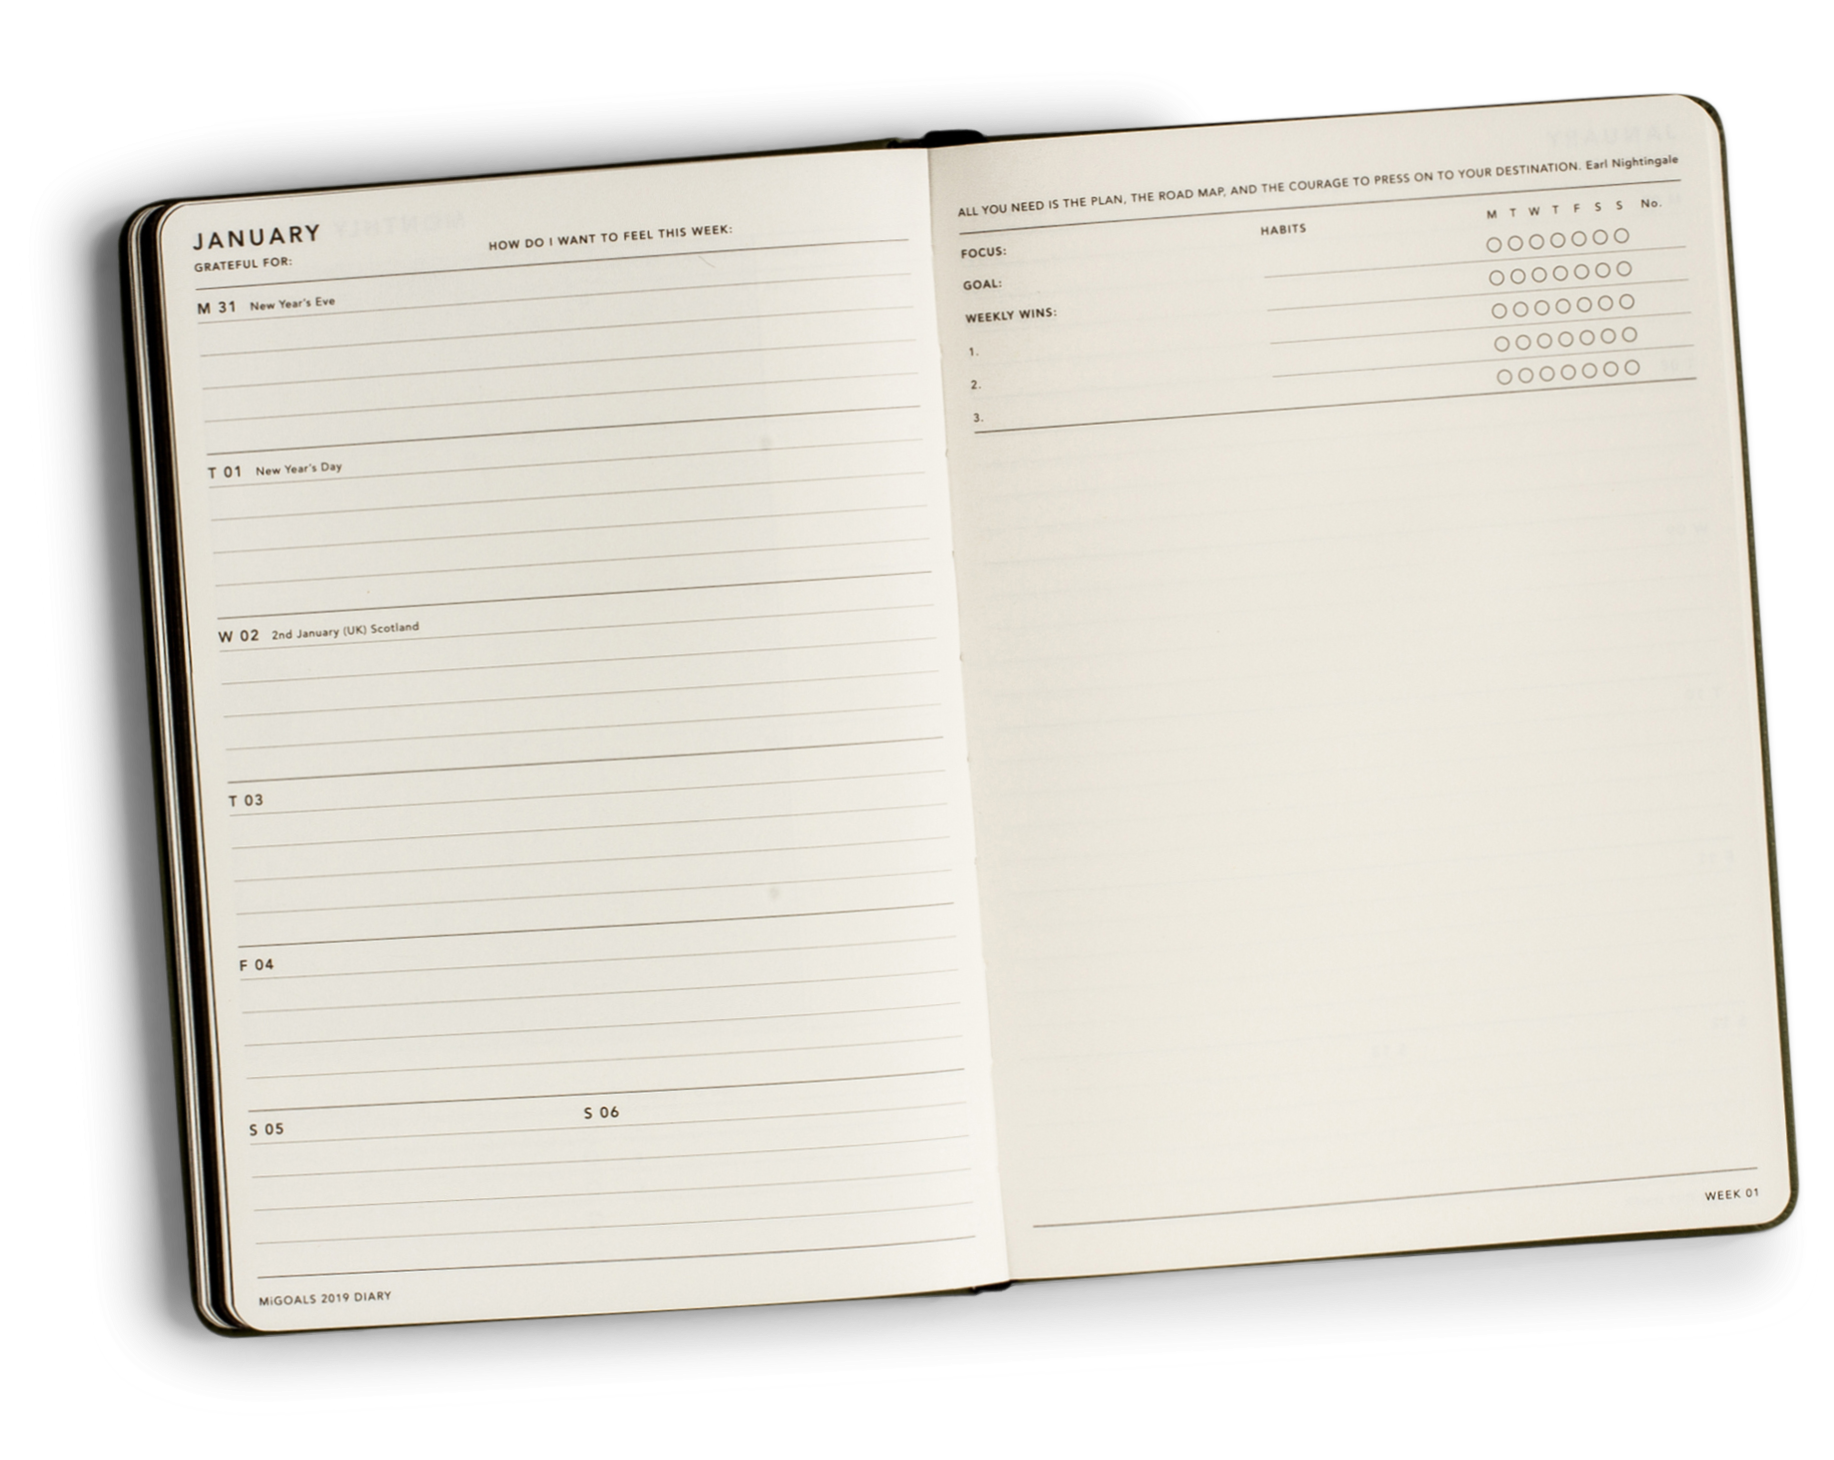 JANUARY
GRATEFUL FOR:
HOW DO I WANT TO FEEL THIS WEEK:
M 31 New Year's Eve
T 01 New Year's Day
W 02 2nd January (UK) Scotland
T 03
F 04
S 05
S 06
MiGOALS 2019 DIARY
ALL YOU NEED IS THE PLAN, THE ROAD MAP, AND THE COURAGE TO PRESS ON TO YOUR DESTINATION. Earl Nightingale
FOCUS:
GOAL:
WEEKLY WINS:
1.
2.
3.
HABITS
M T W T F S S No.
WEEK 01